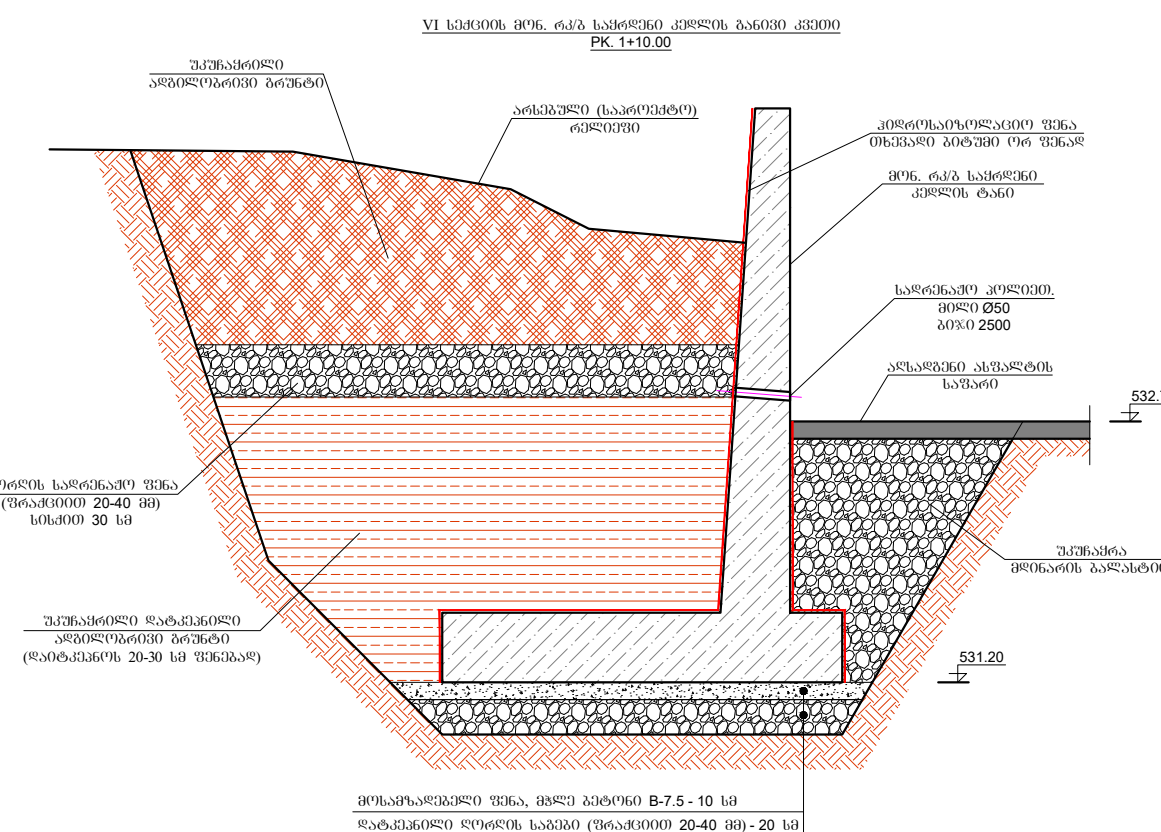 VI სექციის მონ. რკ/ბ საყრდენი კედლის განივი კვეთი
PK. 1+10.00
უკუჩაყრილი
ადგილობრივი გრუნტი
არსებული (საპროექტო)
რელიეფი
ჰიდროსაიზოლაციო ფენა
თხევადი ბიტუმი ორ ფენად
მონ. რკ/ბ საყრდენი
კედლის ტანი
სადრენაჟო პოლიეთ.
მილი Ø50
ბიჯი 2500
აღსადგენი ასფალტის
საფარი
532.
ორდის სადრენაჟო ფენა
(ფრაქციით 20-40 მმ)
სისქით 30 სმ
უკუჩაყრა
მდინარის ბალასტით
უკუჩაყრილი დატკეპნილი
ადგილობრივი გრუნტი
(დაიტკეპნოს 20-30 სმ ფენებად)
531.20
მოსამზადებელი ფენა, მჭლე ბეტონი B-7.5 - 10 სმ
დატკეპნილი ღორღის საგები (ფრაქციით 20-40 მმ) - 20 სმ